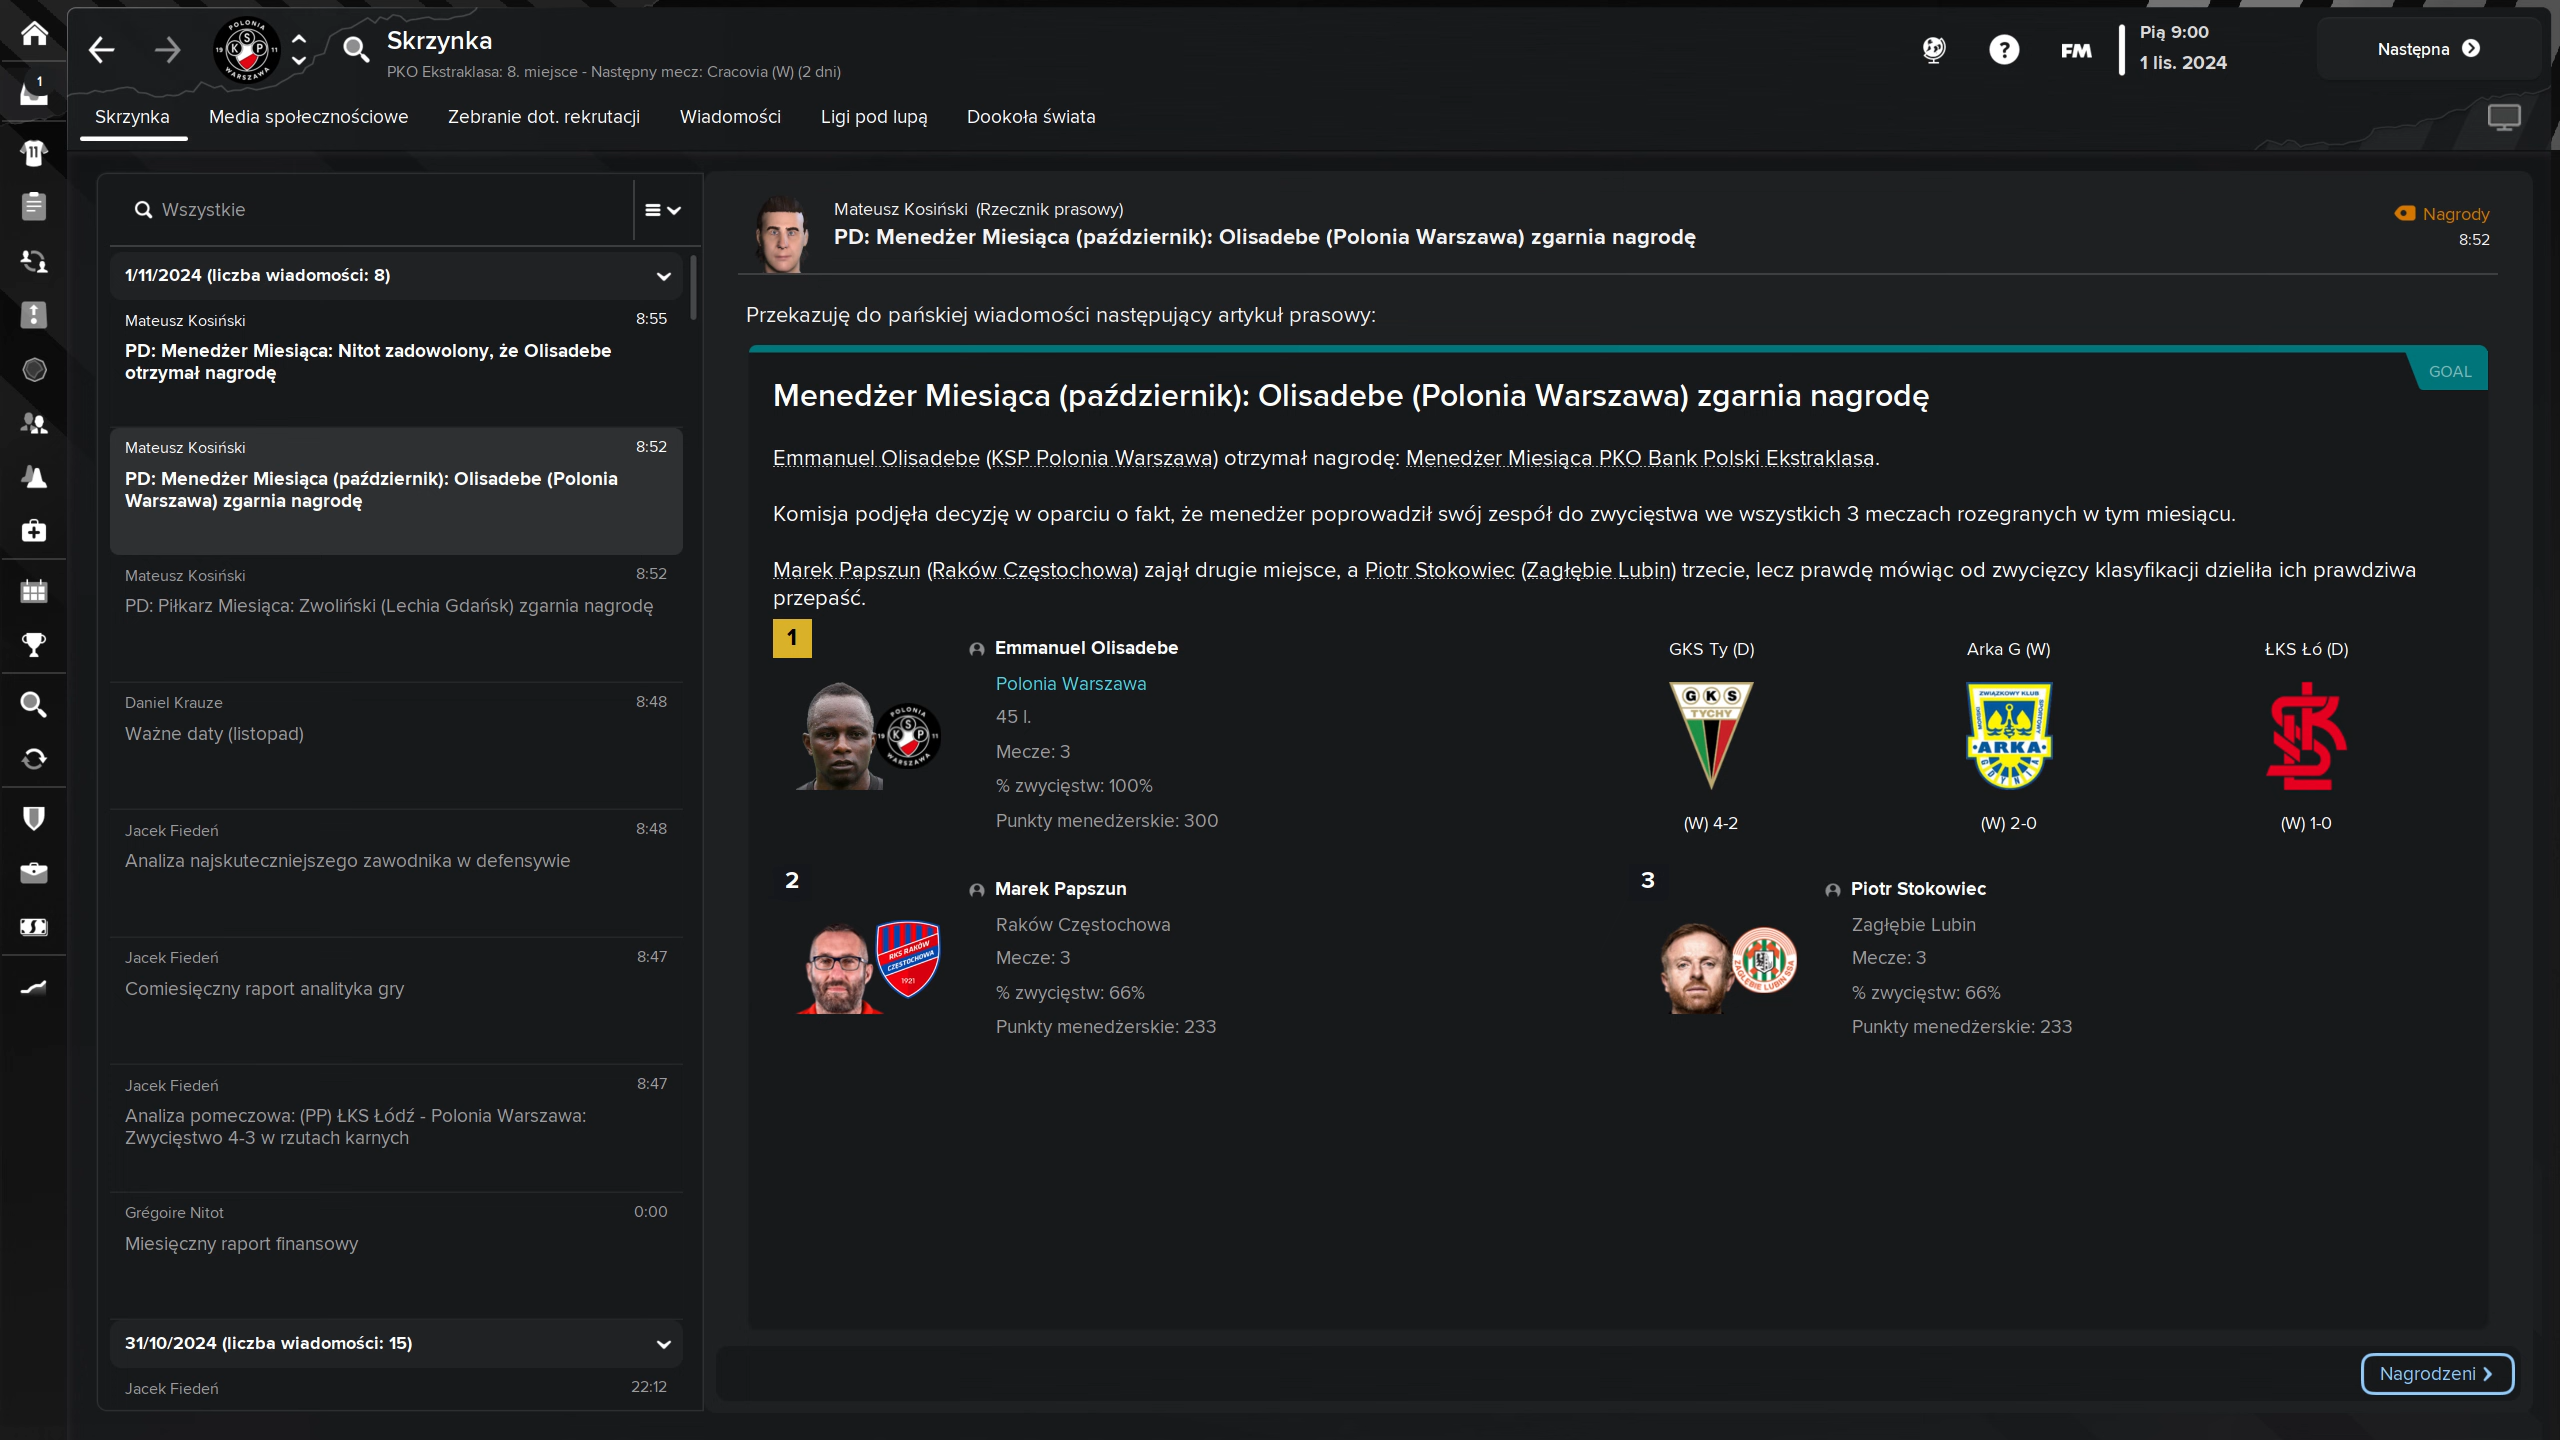 Skrzynka
PKO Ekstraklasa: 8. miejsce - Następny mecz: Cracovia (W) (2 dni)
FM
Pią 9:00
1 lis. 2024
Następna
1
Skrzynka
Media społecznościowe
Zebranie dot. rekrutacji
Wiadomości
Ligi pod lupą
Dookoła świata
Wszystkie
1/11/2024 (liczba wiadomości: 8)
Mateusz Kosiński 8:55
PD: Menedżer Miesiąca: Nitot zadowolony, że Olisadebe
otrzymał nagrodę
Mateusz Kosiński 8:52
PD: Menedżer Miesiąca (październik): Olisadebe (Polonia
Warszawa) zgarnia nagrodę
Mateusz Kosiński 8:52
PD: Piłkarz Miesiąca: Zwoliński (Lechia Gdańsk) zgarnia nagrodę
Daniel Krauze 8:48
Ważne daty (listopad)
Jacek Fiedeń 8:48
Analiza najskuteczniejszego zawodnika w defensywie
Jacek Fiedeń 8:47
Comiesięczny raport analityka gry
Jacek Fiedeń 8:47
Analiza pomeczowa: (PP) ŁKS Łódź - Polonia Warszawa:
Zwycięstwo 4-3 w rzutach karnych
Grégoire Nitot 0:00
Miesięczny raport finansowy
31/10/2024 (liczba wiadomości: 15)
Jacek Fiedeń 22:12
Mateusz Kosiński (Rzecznik prasowy)
PD: Menedżer Miesiąca (październik): Olisadebe (Polonia Warszawa) zgarnia nagrodę
Nagrody
8:52
Przekazuję do pańskiej wiadomości następujący artykuł prasowy:
GOAL
Menedżer Miesiąca (październik): Olisadebe (Polonia Warszawa) zgarnia nagrodę
Emmanuel Olisadebe (KSP Polonia Warszawa) otrzymał nagrodę: Menedżer Miesiąca PKO Bank Polski Ekstraklasa.
Komisja podjęła decyzję w oparciu o fakt, że menedżer poprowadził swój zespół do zwycięstwa we wszystkich 3 meczach rozegranych w tym miesiącu.
Marek Papszun (Raków Częstochowa) zajął drugie miejsce, a Piotr Stokowiec (Zagłębie Lubin) trzecie, lecz prawdę mówiąc od zwycięzcy klasyfikacji dzieliła ich prawdziwa
przepaść.
1
Emmanuel Olisadebe
Polonia Warszawa
45 l.
Mecze: 3
% zwycięstw: 100%
Punkty menedżerskie: 300
GKS Ty (D)
GKS
TYCHY
(W) 4-2
Arka G (W)
ARKA
GDYNIA
(W) 2-0
ŁKS Łó (D)
(W) 1-0
2
Marek Papszun
Raków Częstochowa
RKS RAKÓW
CZĘSTOCHOWA
1921
Mecze: 3
% zwycięstw: 66%
Punkty menedżerskie: 233
3
Piotr Stokowiec
Zagłębie Lubin
Mecze: 3
% zwycięstw: 66%
Punkty menedżerskie: 233
Nagrodzeni